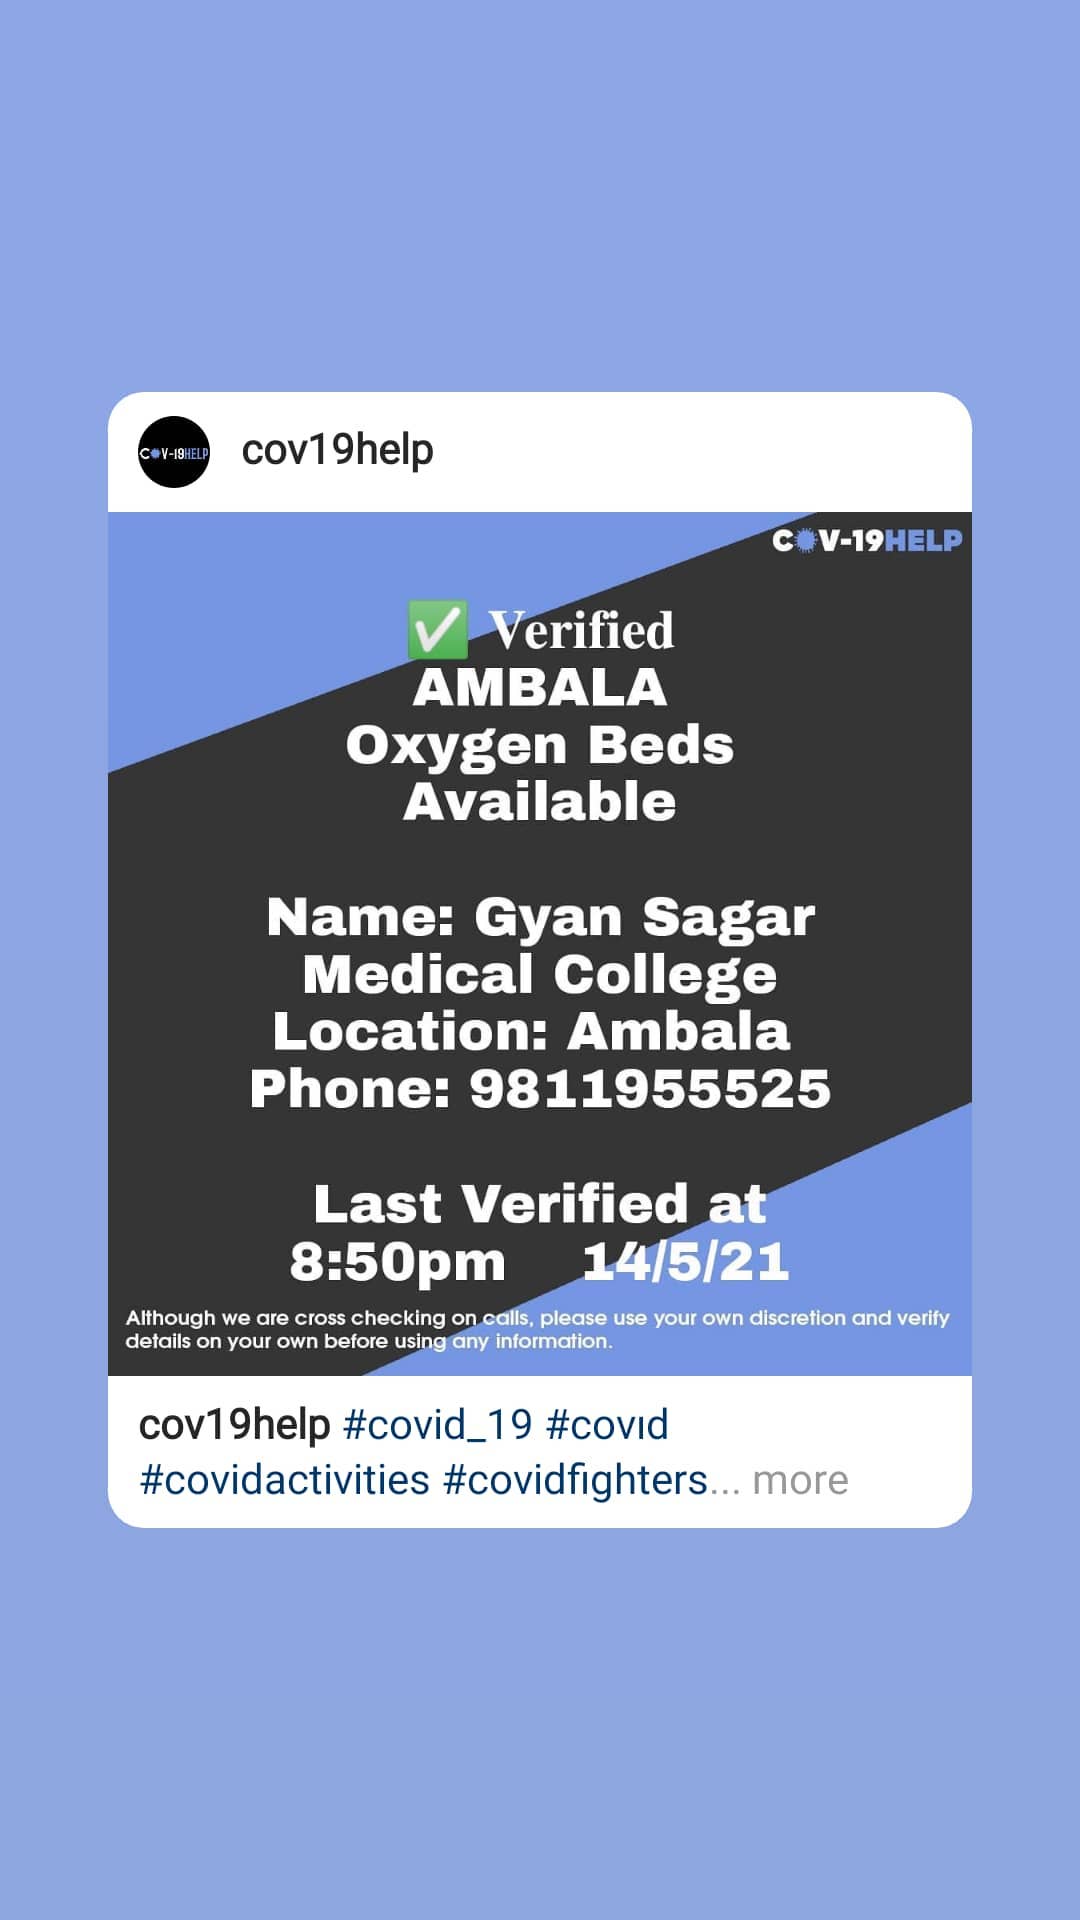 COV-19HELP
cov19help
COV-19HELP
✅ Verified
AMBALA
Oxygen Beds
Available
Name: Gyan Sagar
Medical College
Location: Ambala
Phone: 9811955525
Last Verified at
8:50pm 14/5/21
Although we are cross checking on calls, please use your own discretion and verify
details on your own before using any information.
cov19help #covid_19 #covıd
#covidactivities #covidfighters... more